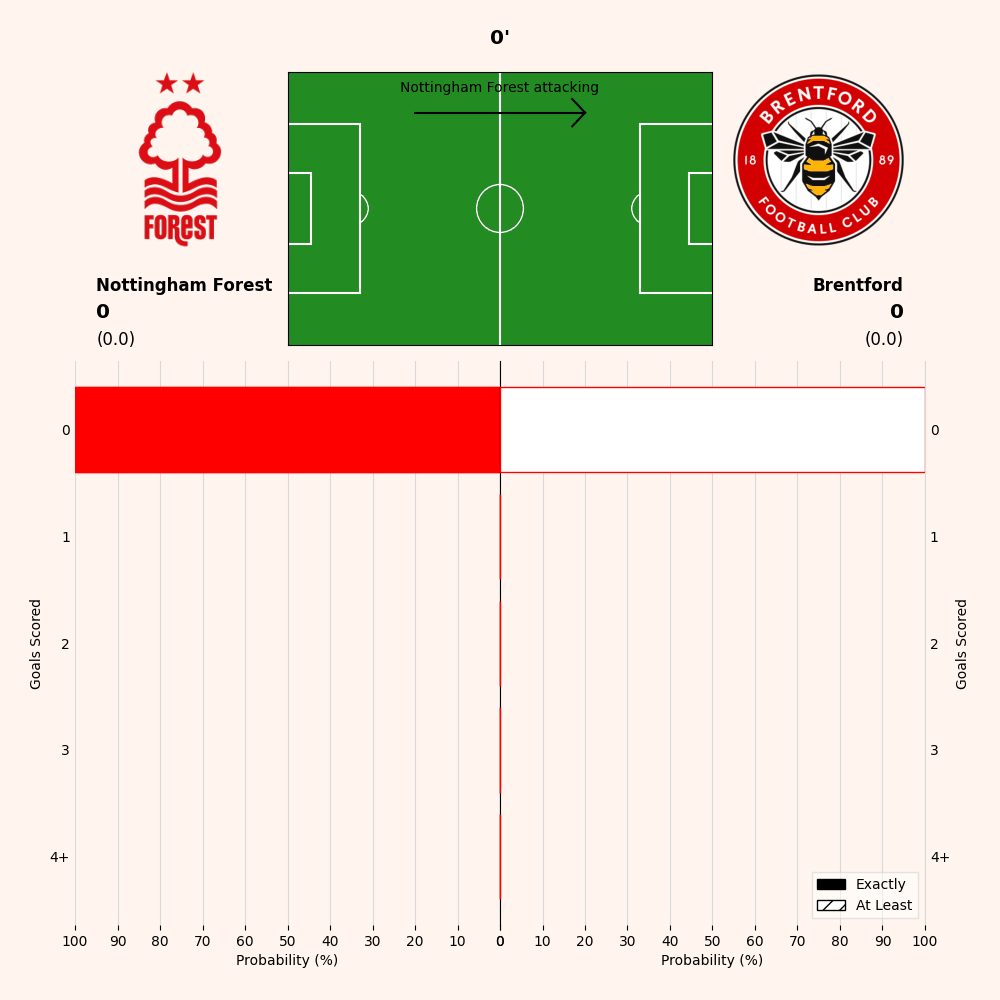 0'
Nottingham Forest attacking
FOREST
BRENTFORD
18 89
FOOTBALL CLUB
Nottingham Forest
0
(0.0)
Brentford
0
(0.0)
0
1
2
3
4+
Goals Scored
0
1
2
3
4+
Goals Scored
Exactly
At Least
100 90 80 70 60 50 40 30 20 10 0 10 20 30 40 50 60 70 80 90 100
Probability (%)
Probability (%)